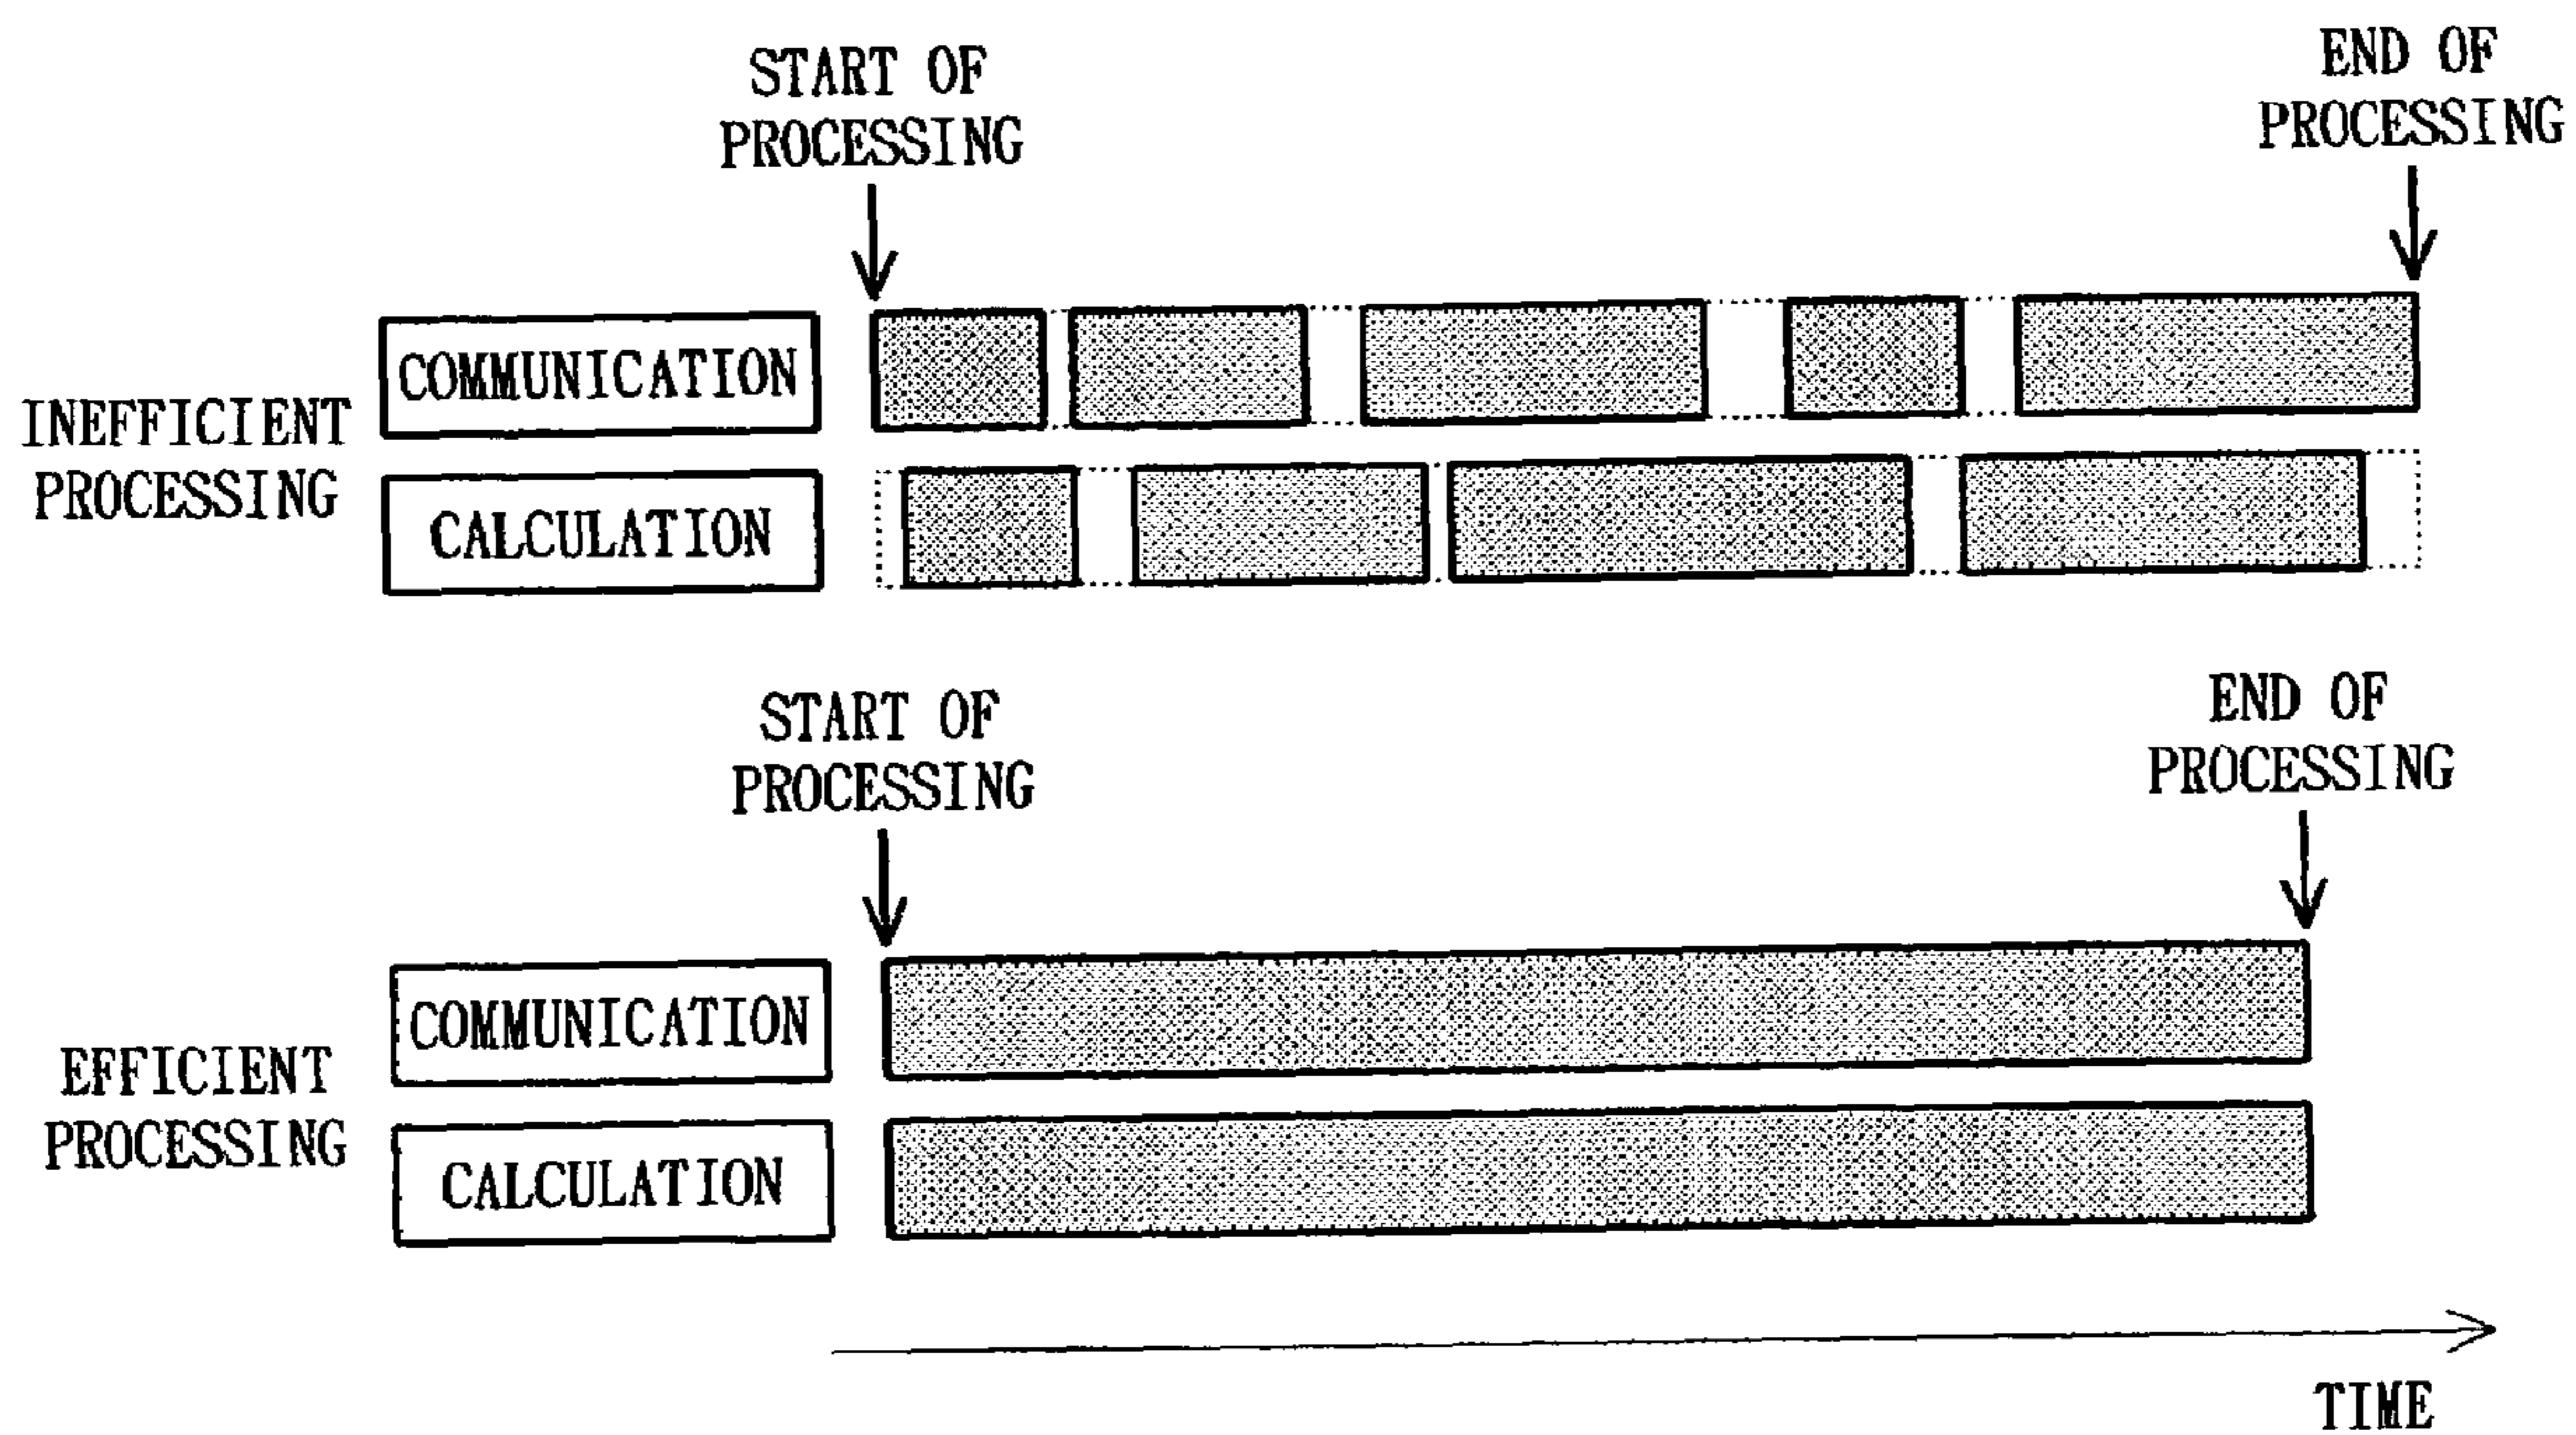 START OF
PROCESSING
END OF
PROCESSING
INEFFICIENT
PROCESSING
COMMUNICATION
CALCULATION
START OF
PROCESSING
END OF
PROCESSING
EFFICIENT
PROCESSING
COMMUNICATION
CALCULATION
TIME